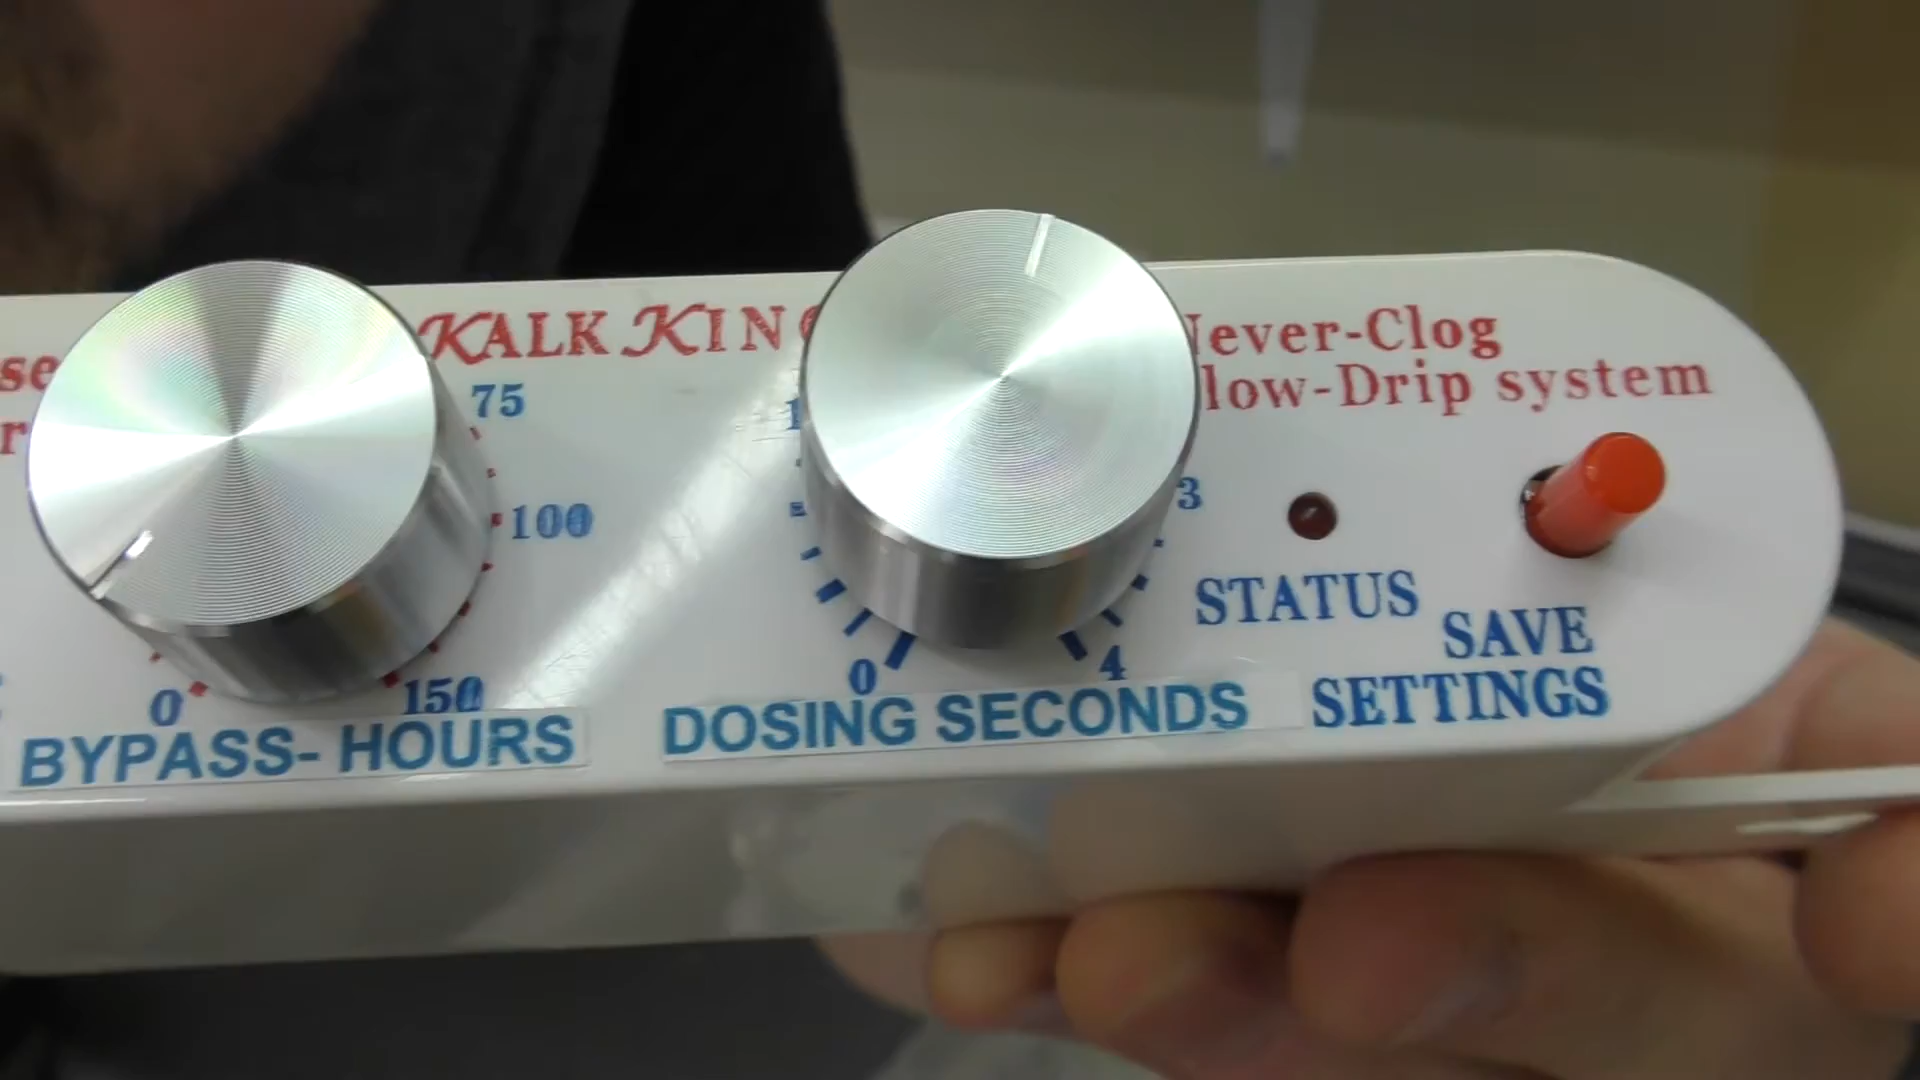 KALK KIN
Never-Clog
low-Drip system
75
100
0
150
BYPASS- HOURS
1
3
0
4
DOSING SECONDS
STATUS
SAVE
SETTINGS